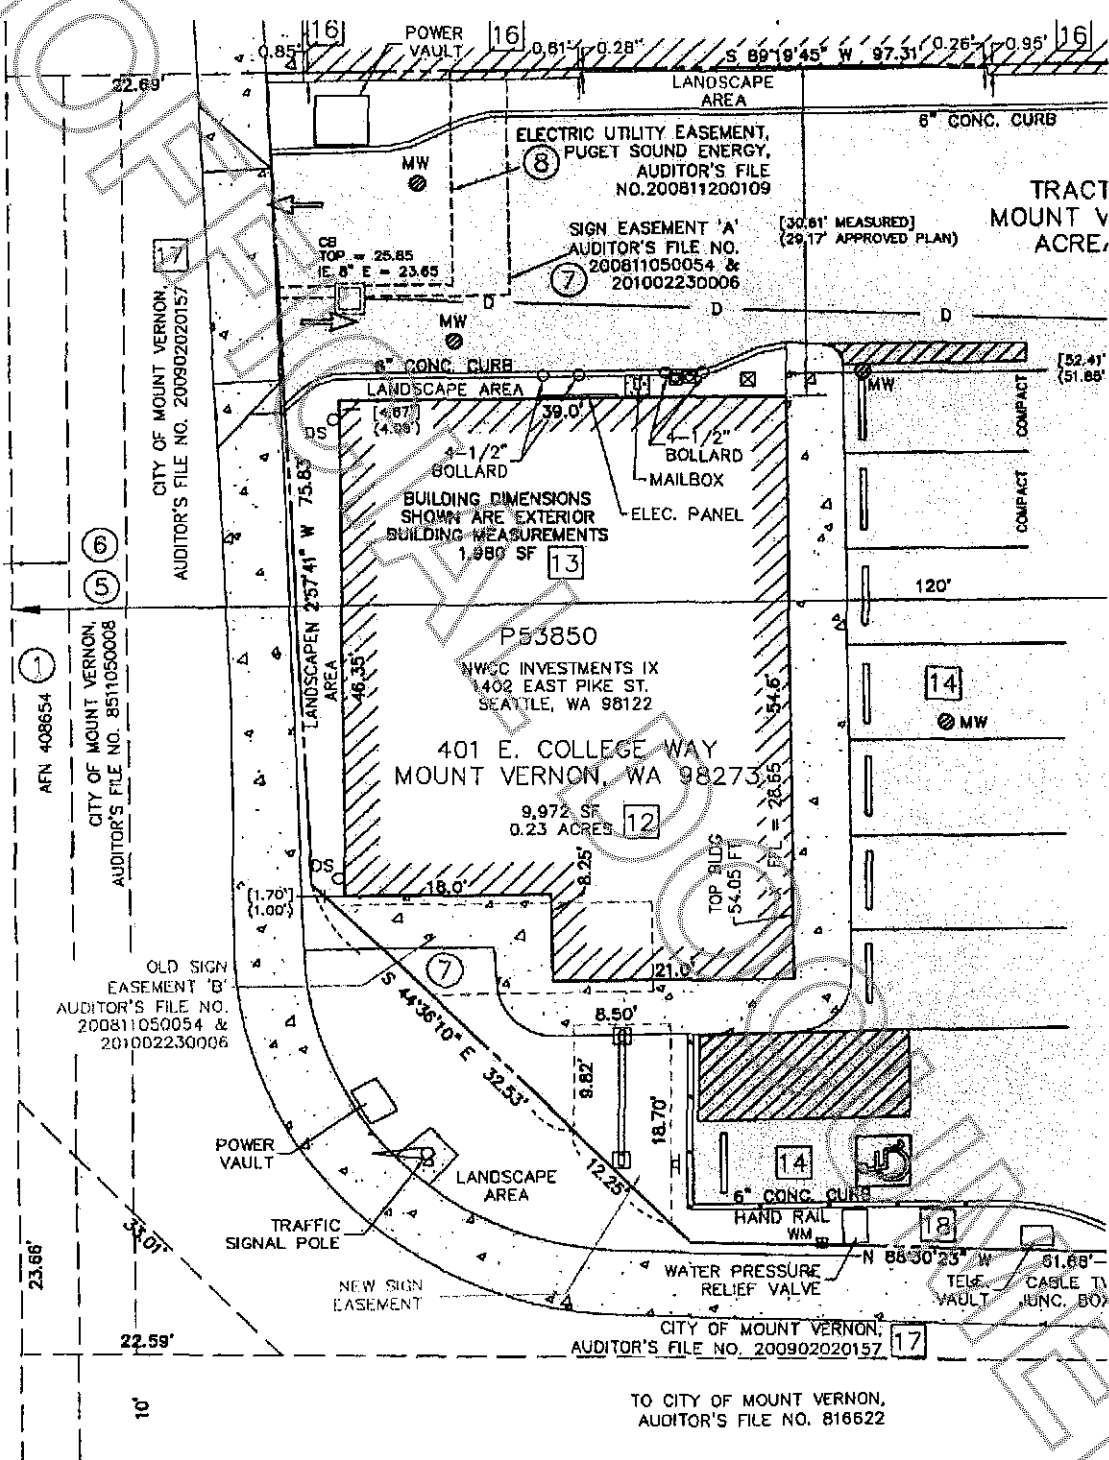 16
POWER
VAULT
16
16
0.85'
0.61'
0.28'
S 89°19'45" W 97.31'
0.26'
0.95'
22.69'
LANDSCAPE
AREA
6" CONC. CURB
ELECTRIC UTILITY EASEMENT,
PUGET SOUND ENERGY,
AUDITOR'S FILE
NO.200811200109
8
MW
TRACT
MOUNT V
ACRE
SIGN EASEMENT 'A'
AUDITOR'S FILE NO.
200811050054 &
201002230006
7
[30.61' MEASURED]
(29.17' APPROVED PLAN)
17
CITY OF MOUNT VERNON,
AUDITOR'S FILE NO. 200902020157
CB
TOP = 25.85
IE 8" E = 23.65
D
D
D
MW
6" CONC. CURB
LANDSCAPE AREA
[52.41'
(51.88'
MW
COMPACT
COMPACT
[4.67']
DS
39.0'
4-1/2"
BOLLARD
4-1/2"
BOLLARD
MAILBOX
ELEC. PANEL
BUILDING DIMENSIONS
SHOWN ARE EXTERIOR
BUILDING MEASUREMENTS
1,980 SF
13
6
5
1
AFN 408654
CITY OF MOUNT VERNON,
AUDITOR'S FILE NO. 8511050008
N 2°57'41" W 75.83'
LANDSCAPE
AREA
46.35'
120'
P53850
NWCC INVESTMENTS IX
1402 EAST PIKE ST.
SEATTLE, WA 98122
54.6'
14
MW
401 E. COLLEGE WAY
MOUNT VERNON, WA 98273
9,972 SF
0.23 ACRES
12
FFL = 28.65
TOP BLDG
54.05 FT
DS
[1.70']
(1.00')
18.0'
8.25'
21.0'
7
OLD SIGN
EASEMENT 'B'
AUDITOR'S FILE NO.
200811050054 &
201002230006
S 44°36'10" E 32.53'
8.50'
9.82'
18.70'
12.25'
POWER
VAULT
LANDSCAPE
AREA
TRAFFIC
SIGNAL POLE
14
6" CONC. CURB
HAND RAIL
WM
18
23.66'
33.01'
NEW SIGN
EASEMENT
WATER PRESSURE
RELIEF VALVE
N 88°30'23" W
61.88'
TELE.
VAULT
CABLE TV
JUNC. BOX
22.59'
CITY OF MOUNT VERNON,
AUDITOR'S FILE NO. 200902020157
17
10'
TO CITY OF MOUNT VERNON,
AUDITOR'S FILE NO. 816622